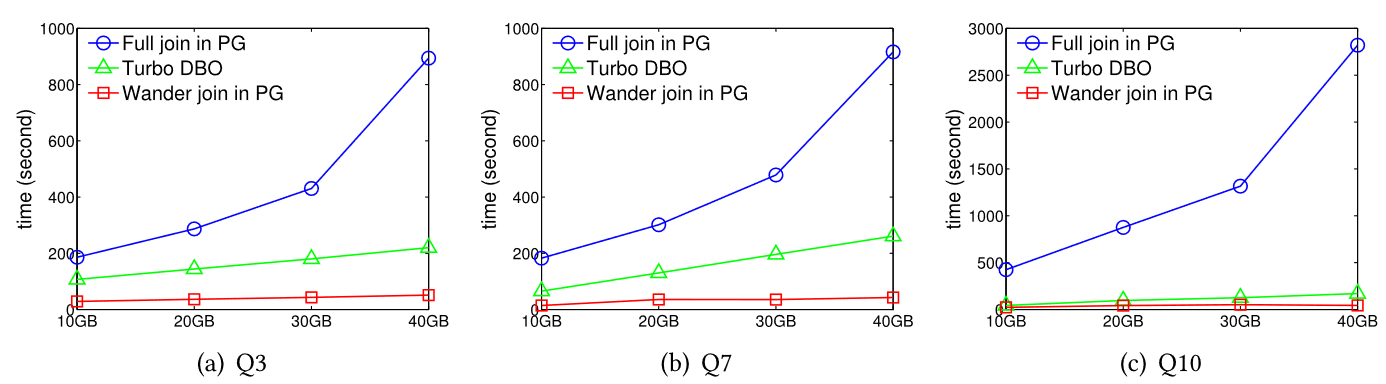 1000
800
600
400
200
0
time (second)
Full join in PG
Turbo DBO
Wander join in PG
10GB 20GB 30GB 40GB
(a) Q3
1000
800
600
400
200
0
time (second)
Full join in PG
Turbo DBO
Wander join in PG
10GB 20GB 30GB 40GB
(b) Q7
3000
2500
2000
1500
1000
500
0
time (second)
Full join in PG
Turbo DBO
Wander join in PG
10GB 20GB 30GB 40GB
(c) Q10